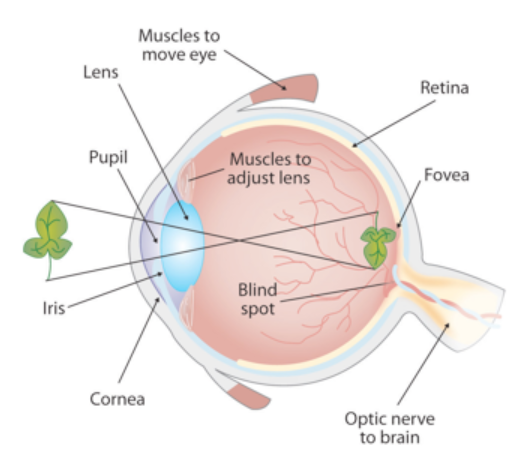 Muscles to
move eye
Lens
Retina
Pupil
Muscles to
adjust lens
Fovea
Blind
spot
Iris
Cornea
Optic nerve
to brain